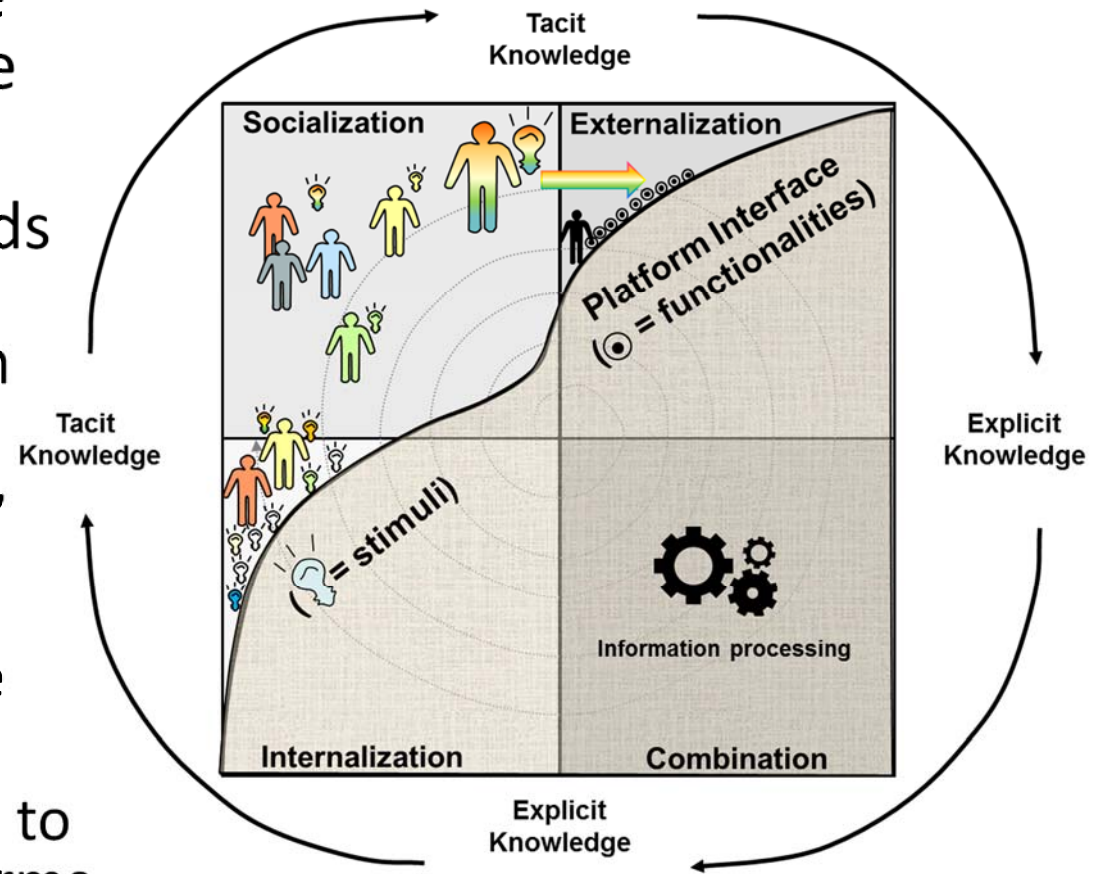 t
e
ds
n
,
e
to
Tacit
Knowledge
Socialization
Externalization
Platform Interface
( = functionalities)
Tacit
Knowledge
Explicit
Knowledge
( = stimuli)
Information processing
Internalization
Combination
Explicit
Knowledge